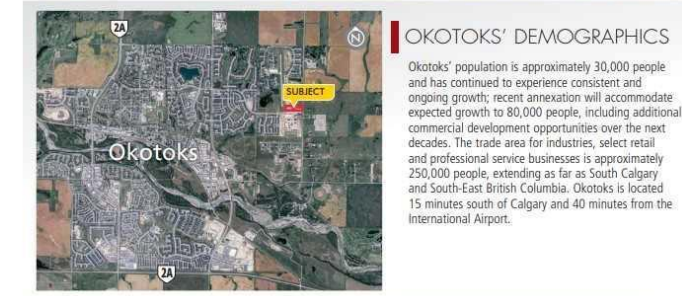 2A
N
SUBJECT
Okotoks
2A
OKOTOKS' DEMOGRAPHICS
Okotoks' population is approximately 30,000 people
and has continued to experience consistent and
ongoing growth; recent annexation will accommodate
expected growth to 80,000 people, including additional
commercial development opportunities over the next
decades. The trade area for industries, select retail
and professional service businesses is approximately
250,000 people, extending as far as South Calgary
and South-East British Columbia. Okotoks is located
15 minutes south of Calgary and 40 minutes from the
International Airport.